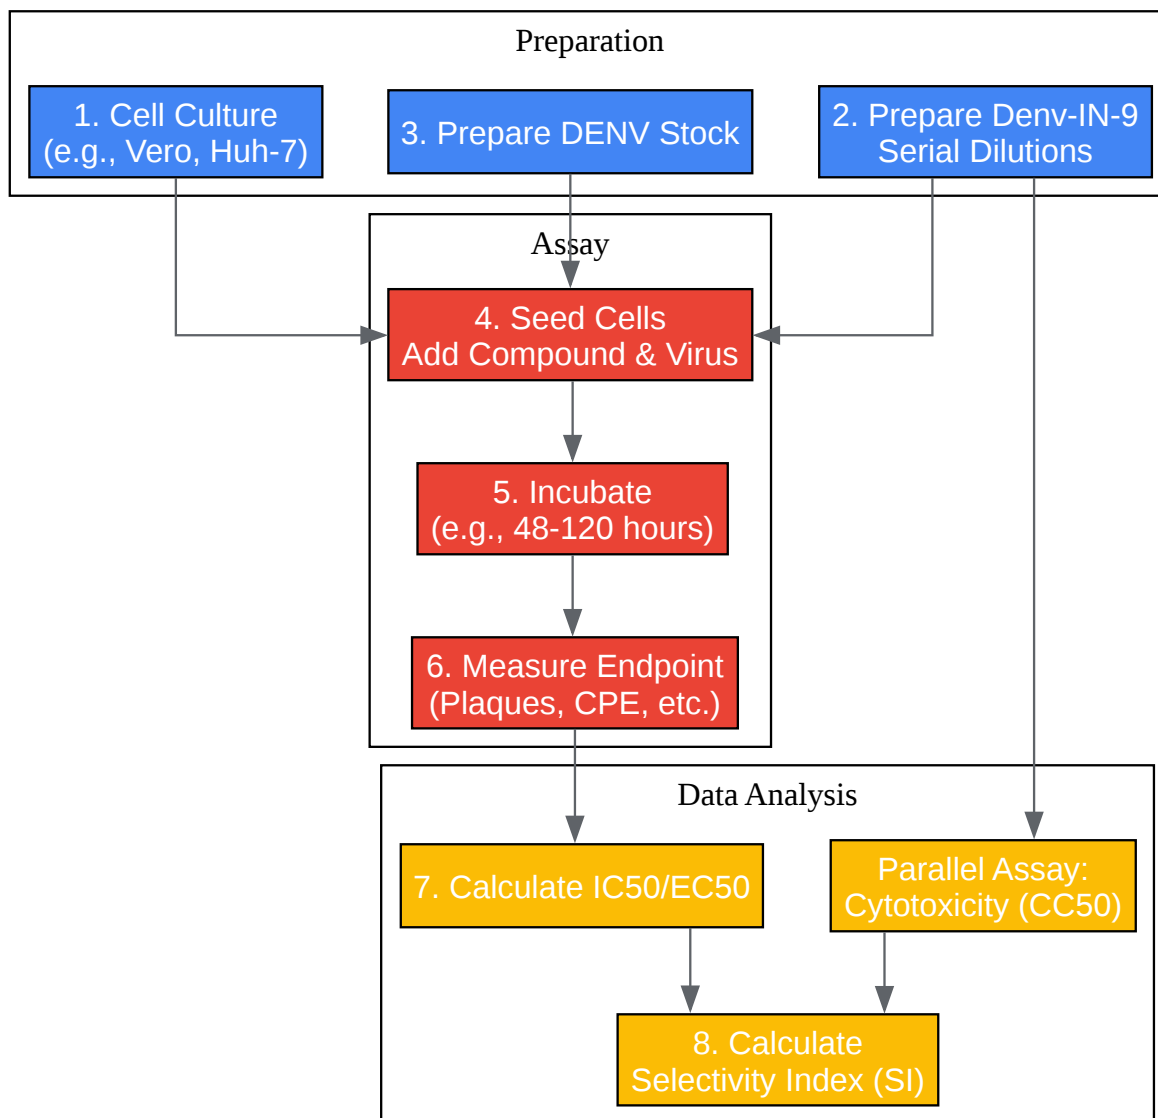 Preparation
1. Cell Culture
(e.g., Vero, Huh-7)
3. Prepare DENV Stock
2. Prepare Denv-IN-9
Serial Dilutions
Assay
4. Seed Cells
Add Compound & Virus
5. Incubate
(e.g., 48-120 hours)
6. Measure Endpoint
(Plaques, CPE, etc.)
Data Analysis
7. Calculate IC50/EC50
Parallel Assay:
Cytotoxicity (CC50)
8. Calculate
Selectivity Index (SI)